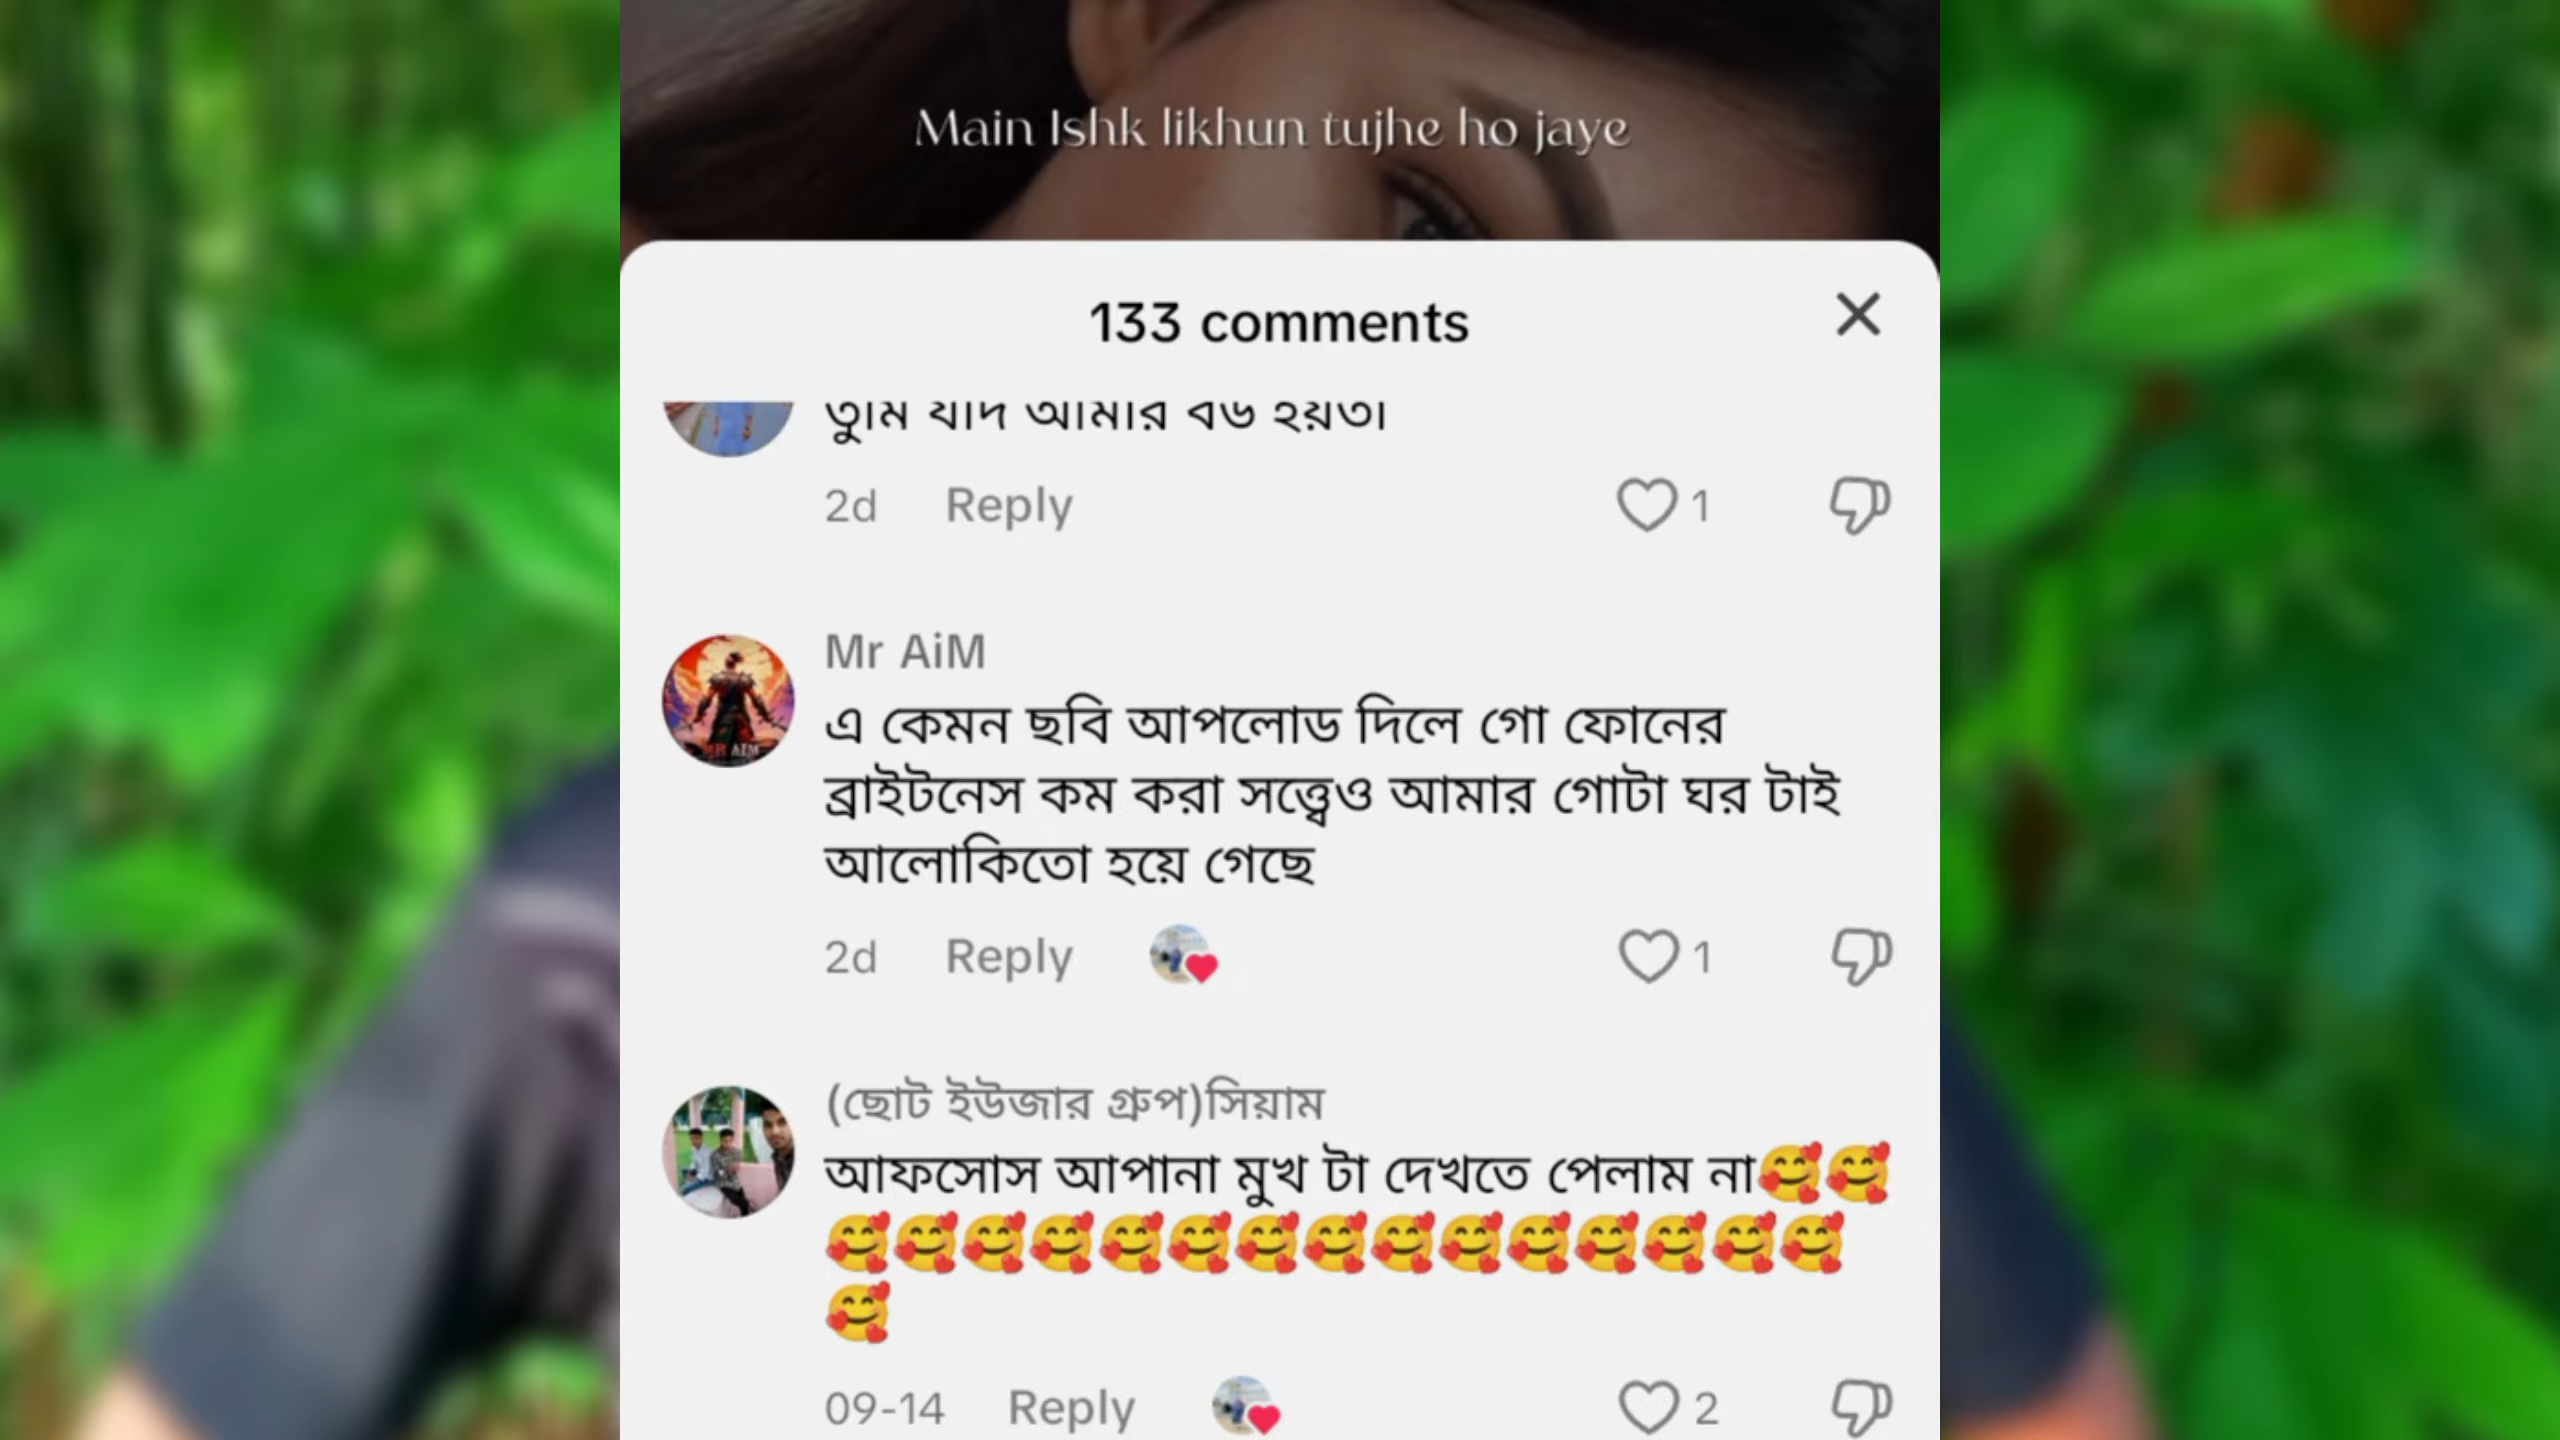 Main Ishk likhun tujhe ho jaye
133 comments
তুমি যদি আমার বউ হয়তা
2d Reply 1
Mr AiM
এ কেমন ছবি আপলোড দিলে গো ফোনের
ব্রাইটনেস কম করা সত্ত্বেও আমার গোটা ঘর টাই
আলোকিতো হয়ে গেছে
MR AIM
2d Reply 1
(ছোট ইউজার গ্রুপ)সিয়াম
আফসোস আপানা মুখ টা দেখতে পেলাম না🥰🥰
🥰🥰🥰🥰🥰🥰🥰🥰🥰🥰🥰🥰🥰🥰🥰
🥰
09-14 Reply 2